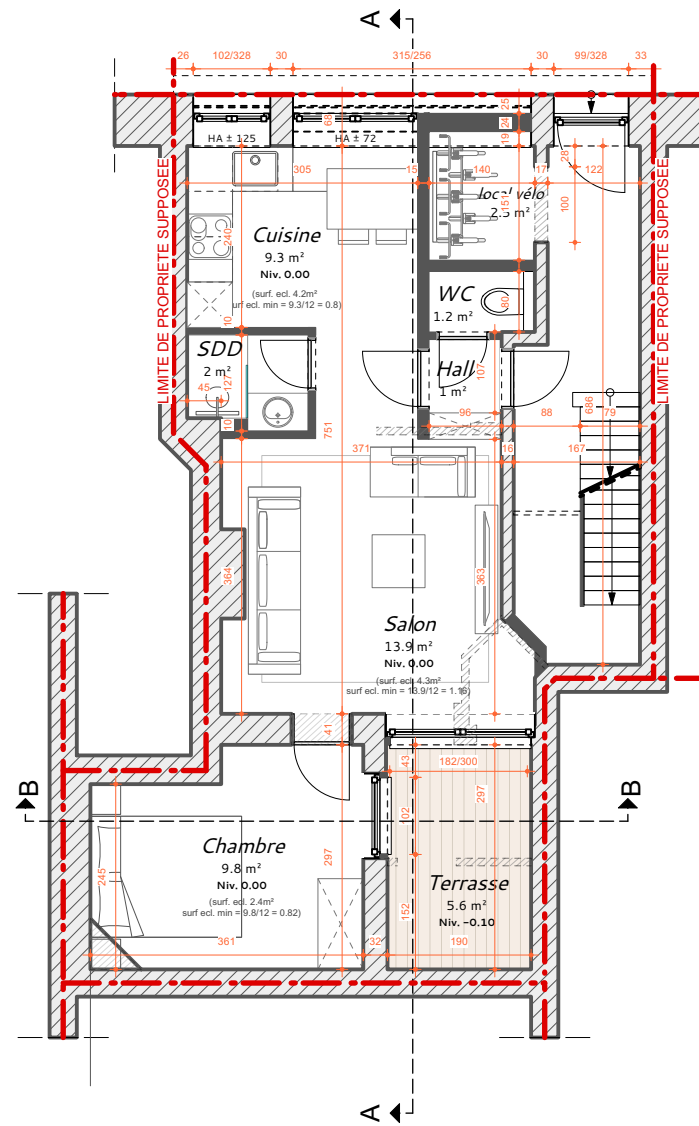 A
26
102/328
30
315/256
30
99/328
33
25
68
24
HA ± 125
HA ± 72
19
28
305
15
140
17
122
local vélo
151
100
LIMITE DE PROPRIETE SUPPOSEE
LIMITE DE PROPRIETE SUPPOSEE
Cuisine
9.3 m²
Niv. 0.00
(surf. ecl. 4.2m²
urf ecl. min = 9.3/12 = 0.8)
240
WC
1.2 m²
80
10
SDD
2 m²
45
127
10
Hall
1 m²
107
96
88
686
79
751
371
16
167
364
363
Salon
13.9 m²
Niv. 0.00
(surf. ecl. 4.3m²
surf ecl. min = 13.9/12 = 1.16)
41
182/300
43
297
B
B
Chambre
9.8 m²
Niv. 0.00
(surf. ecl. 2.4m²
surf ecl. min = 9.8/12 = 0.82)
245
297
152
Terrasse
5.6 m²
Niv. -0.10
361
32
190
A